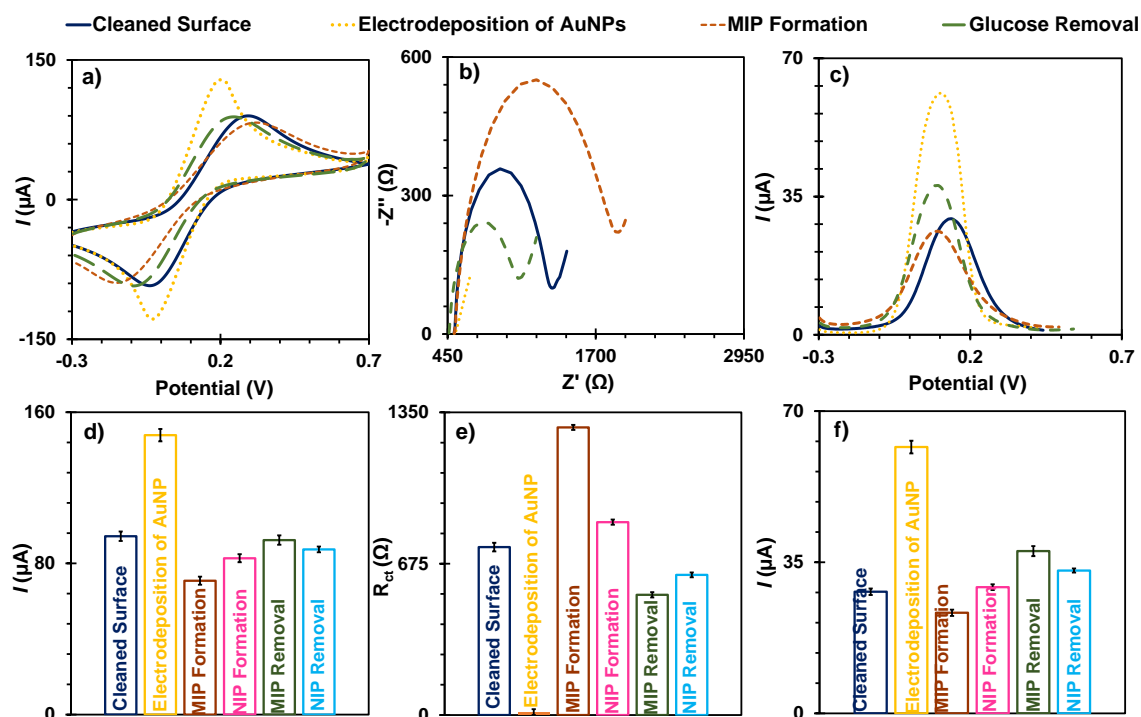 Cleaned Surface Electrodeposition of AuNPs MIP Formation Glucose Removal
a)
150
0
-150
I (µA)
-0.3 0.2 0.7
Potential (V)
b)
600
300
0
-Z" (Ω)
450 1700 2950
Z' (Ω)
c)
70
35
0
I (µA)
-0.3 0.2 0.7
Potential (V)
d)
160
80
0
I (µA)
Cleaned Surface
Electrodeposition of AuNP
MIP Formation
NIP Formation
MIP Removal
NIP Removal
e)
1350
675
0
Rct (Ω)
Cleaned Surface
Electrodeposition of AuNP
MIP Formation
NIP Formation
MIP Removal
NIP Removal
f)
70
35
0
I (µA)
Cleaned Surface
Electrodeposition of AuNP
MIP Formation
NIP Formation
MIP Removal
NIP Removal